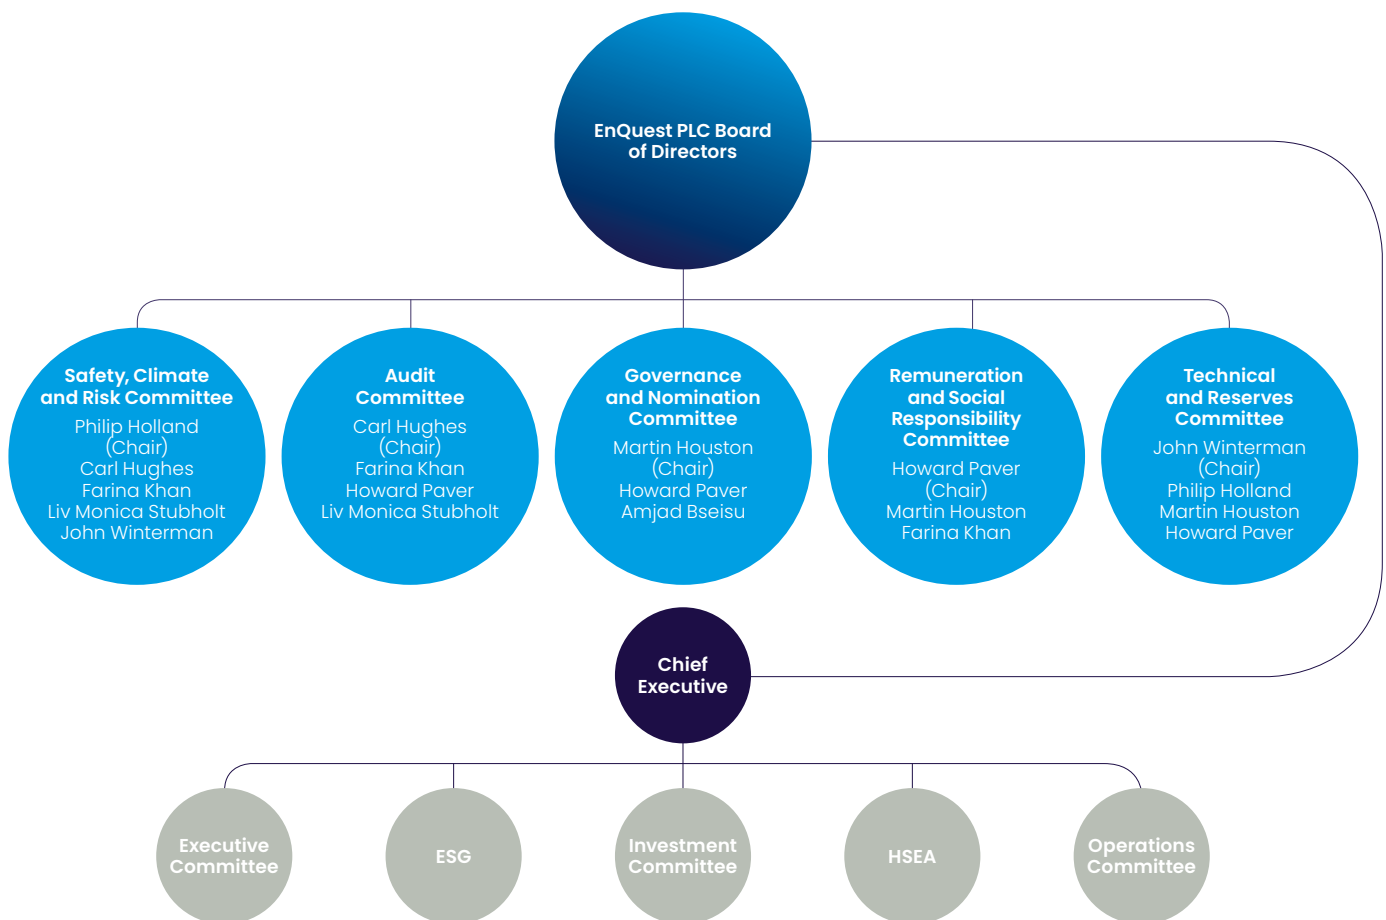 EnQuest PLC Board
of Directors
Safety, Climate
and Risk Committee
Philip Holland
(Chair)
Carl Hughes
Farina Khan
Liv Monica Stubholt
John Winterman
Audit
Committee
Carl Hughes
(Chair)
Farina Khan
Howard Paver
Liv Monica Stubholt
Governance
and Nomination
Committee
Martin Houston
(Chair)
Howard Paver
Amjad Bseisu
Remuneration
and Social
Responsibility
Committee
Howard Paver
(Chair)
Martin Houston
Farina Khan
Technical
and Reserves
Committee
John Winterman
(Chair)
Philip Holland
Martin Houston
Howard Paver
Chief
Executive
Executive
Committee
ESG
Investment
Committee
HSEA
Operations
Committee